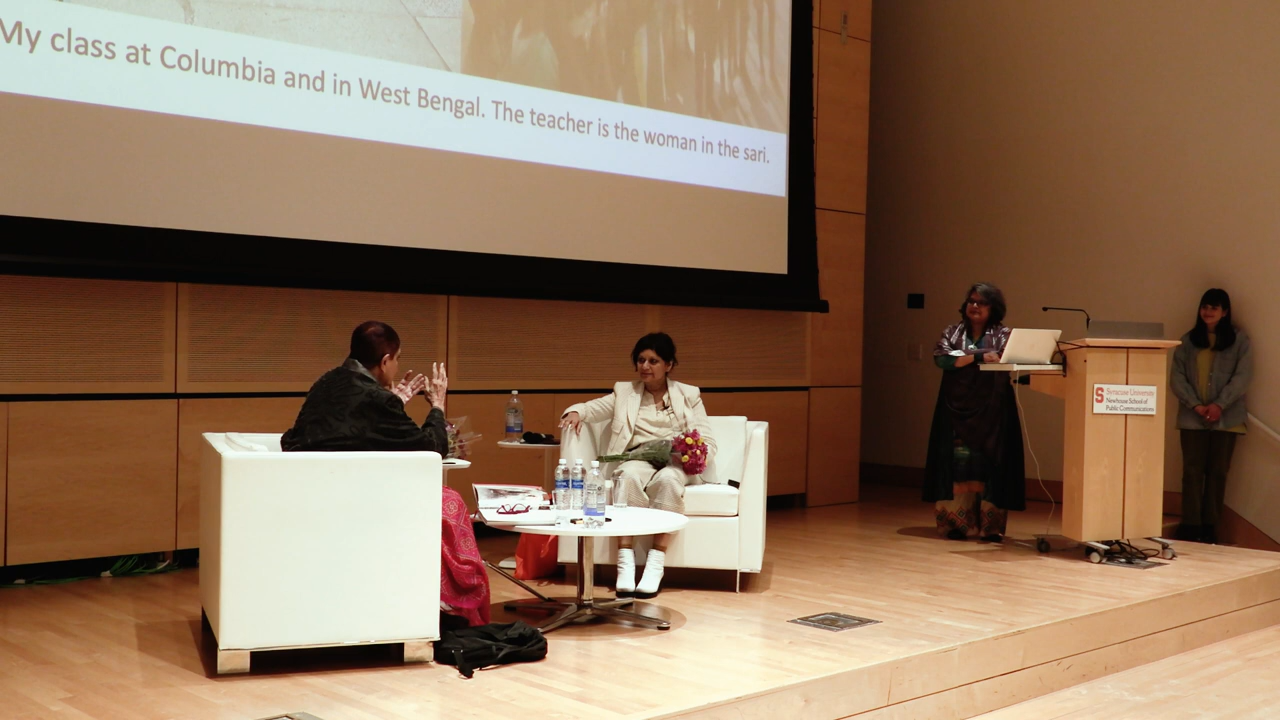 My class at Columbia and in West Bengal. The teacher is the woman in the sari.
S Syracuse University
Newhouse School of
Public Communications